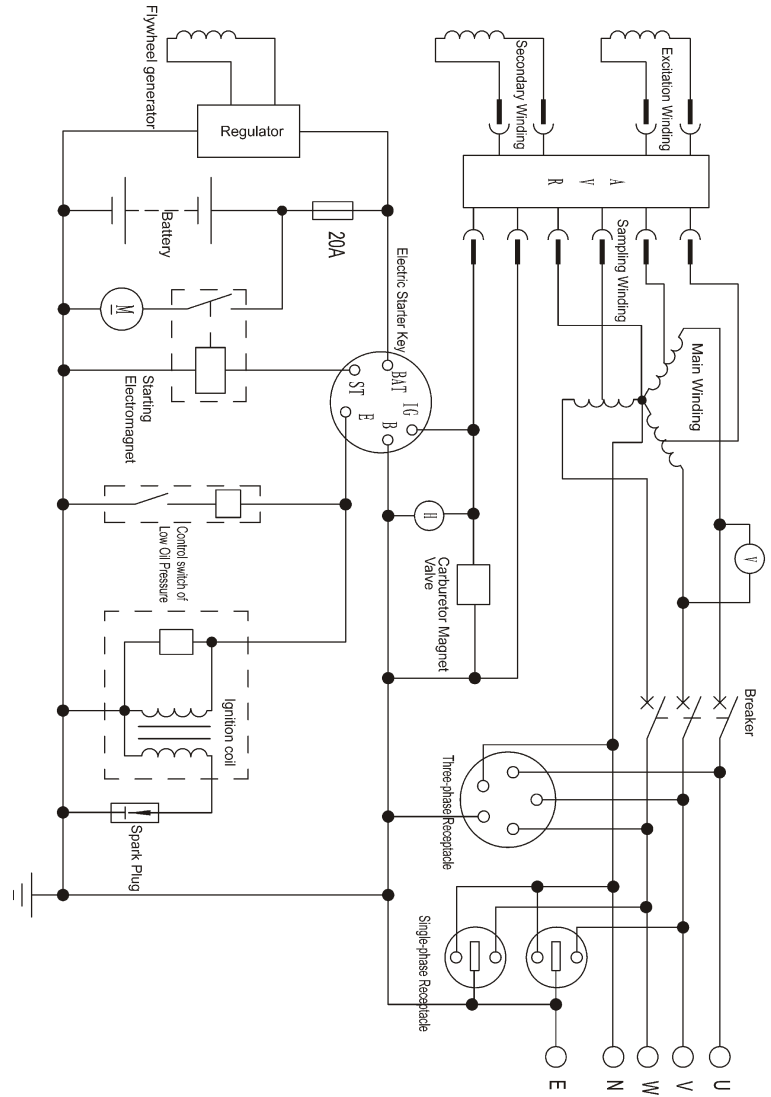 Flywheel generator
Regulator
Secondary Winding
Excitation Winding
A V R
Battery
20A
Sampling Winding
M
Electric Starter Key
Main Winding
BAT
ST
IG
E
B
Starting
Electromagnet
H
V
Control switch of
Low Oil Pressure
Carburetor Magnet
Valve
Breaker
Ignition coil
Three-phase Receptacle
Spark Plug
Single-phase Receptacle
E
N
W
V
U